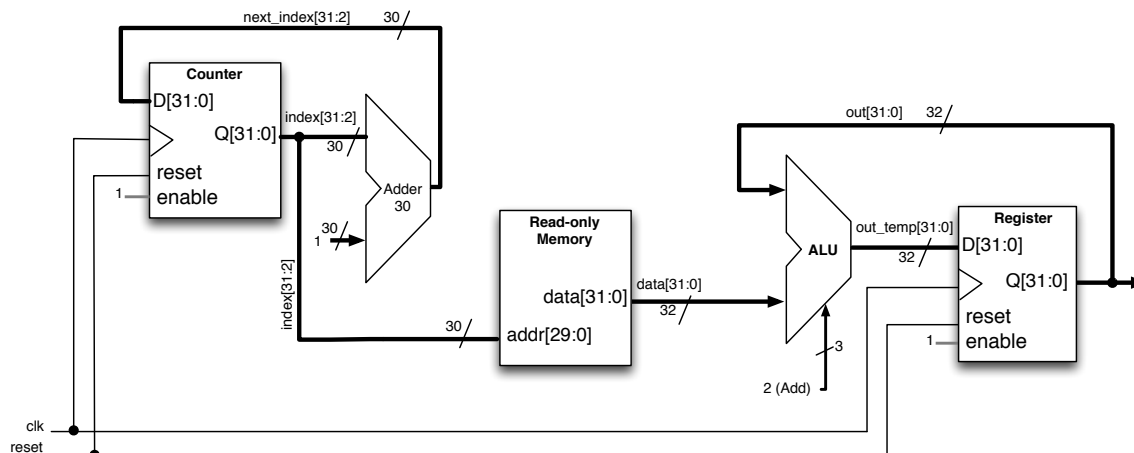 next_index[31:2]
30
Counter
D[31:0]
Q[31:0]
reset
1
enable
index[31:2]
30
Adder
30
30
1
index[31:2]
30
Read-only
Memory
data[31:0]
addr[29:0]
data[31:0]
32
out[31:0]
32
ALU
3
2 (Add)
out_temp[31:0]
32
Register
D[31:0]
Q[31:0]
reset
1
enable
clk
reset